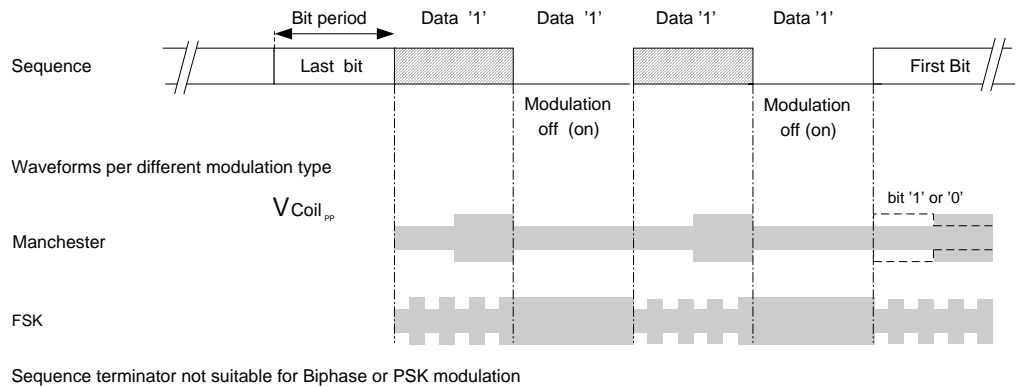 Bit period Data '1' Data '1' Data '1' Data '1'
Sequence Last bit First Bit
Modulation off (on) Modulation off (on)
Waveforms per different modulation type
VCoil PP
bit '1' or '0'
Manchester
FSK
Sequence terminator not suitable for Biphase or PSK modulation